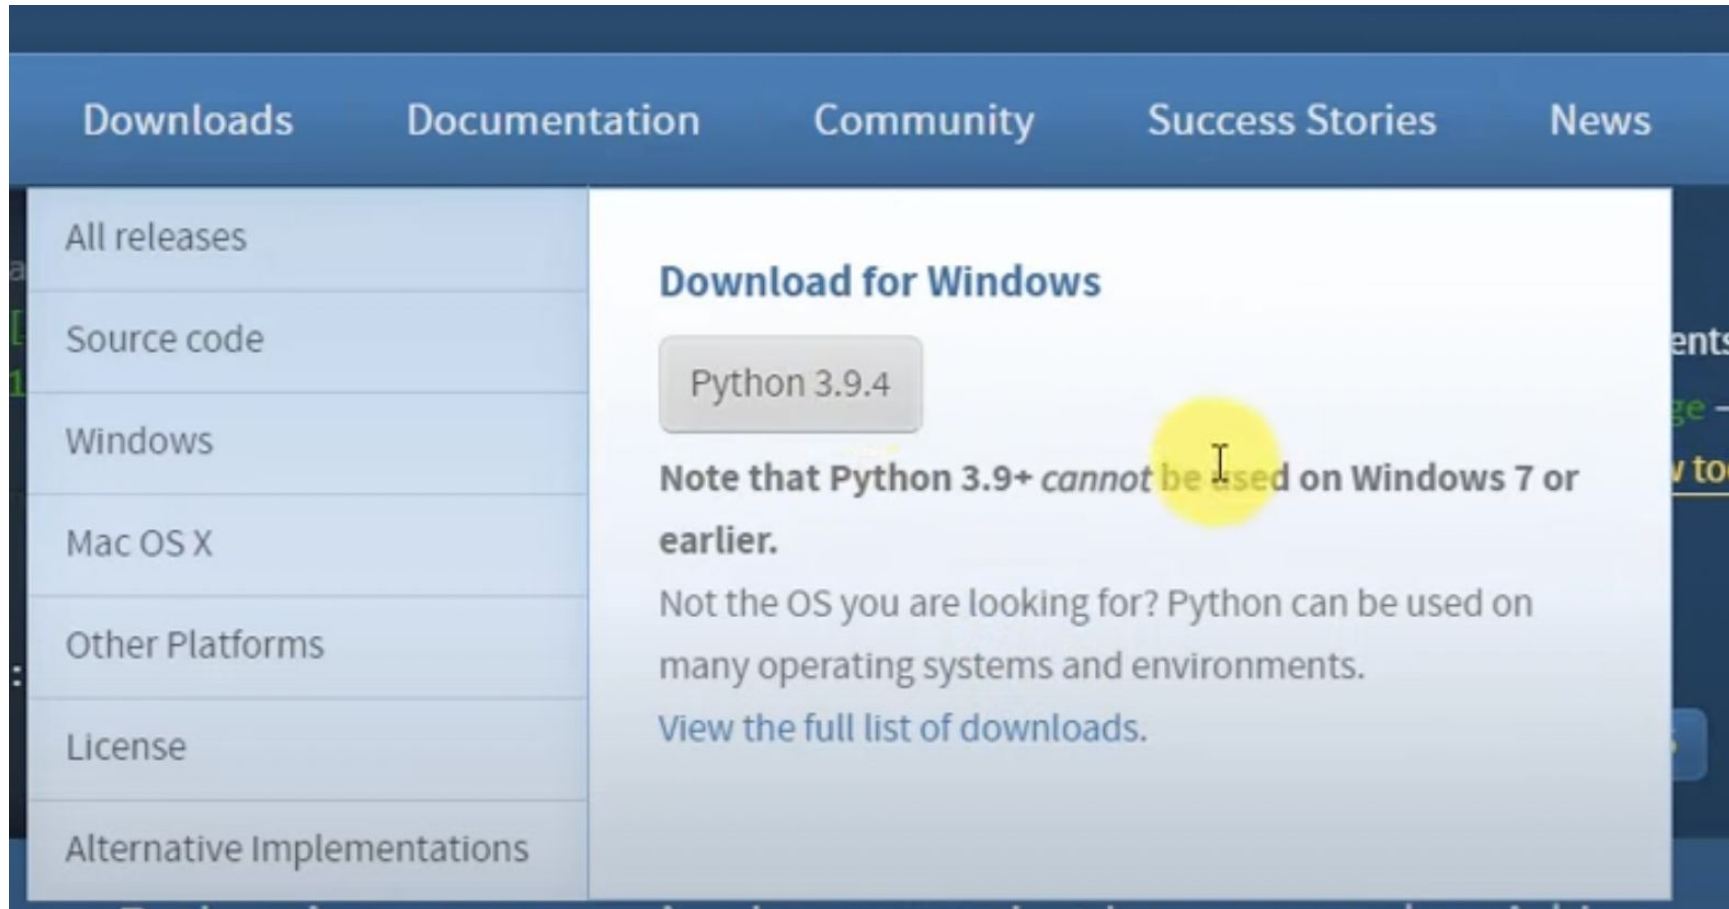 Downloads Documentation Community Success Stories News
All releases
Source code
Windows
Mac OS X
Other Platforms
License
Alternative Implementations
Download for Windows
Python 3.9.4
Note that Python 3.9+ cannot be used on Windows 7 or
earlier.
Not the OS you are looking for? Python can be used on
many operating systems and environments.
View the full list of downloads.